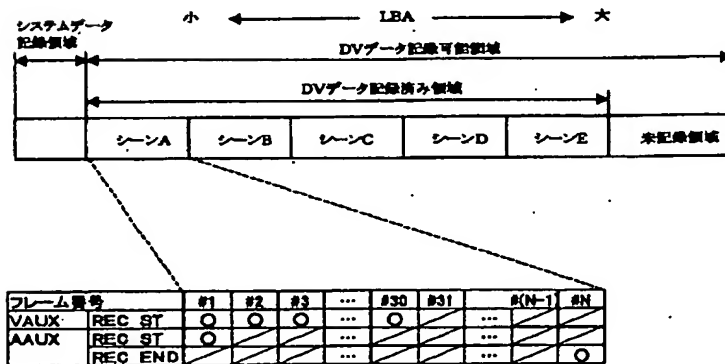 小 LBA 大
システムデータ
記録領域
DVデータ記録可能領域
DVデータ記録済み領域
シーンA シーンB シーンC シーンD シーンE 未記録領域
フレーム番号 #1 #2 #3 … #30 #31 … #(N-1) #N
VAUX REC ST ○ ○ ○ … ○ …
AAUX REC ST ○ … …
REC END … … ○